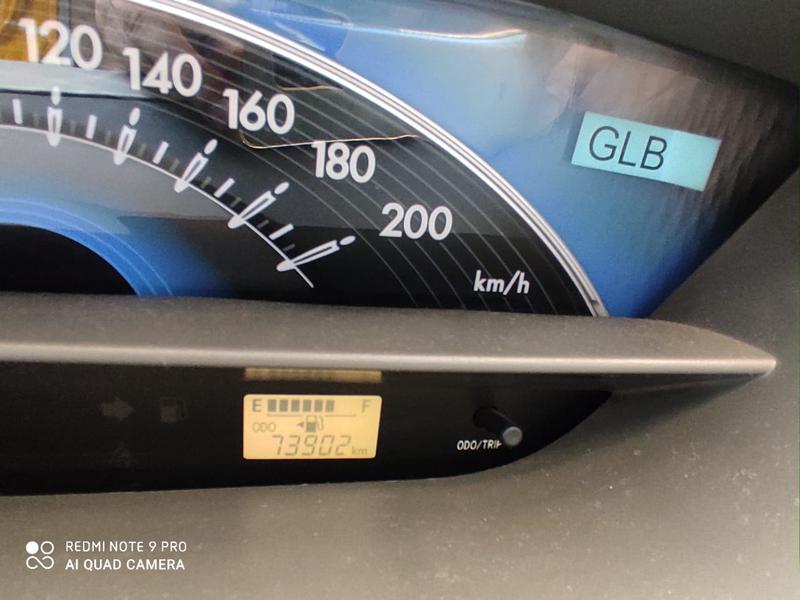 120
140
160
180
200
km/h
GLB
E F
ODO
73902 km
ODO/TRIP
REDMI NOTE 9 PRO
AI QUAD CAMERA